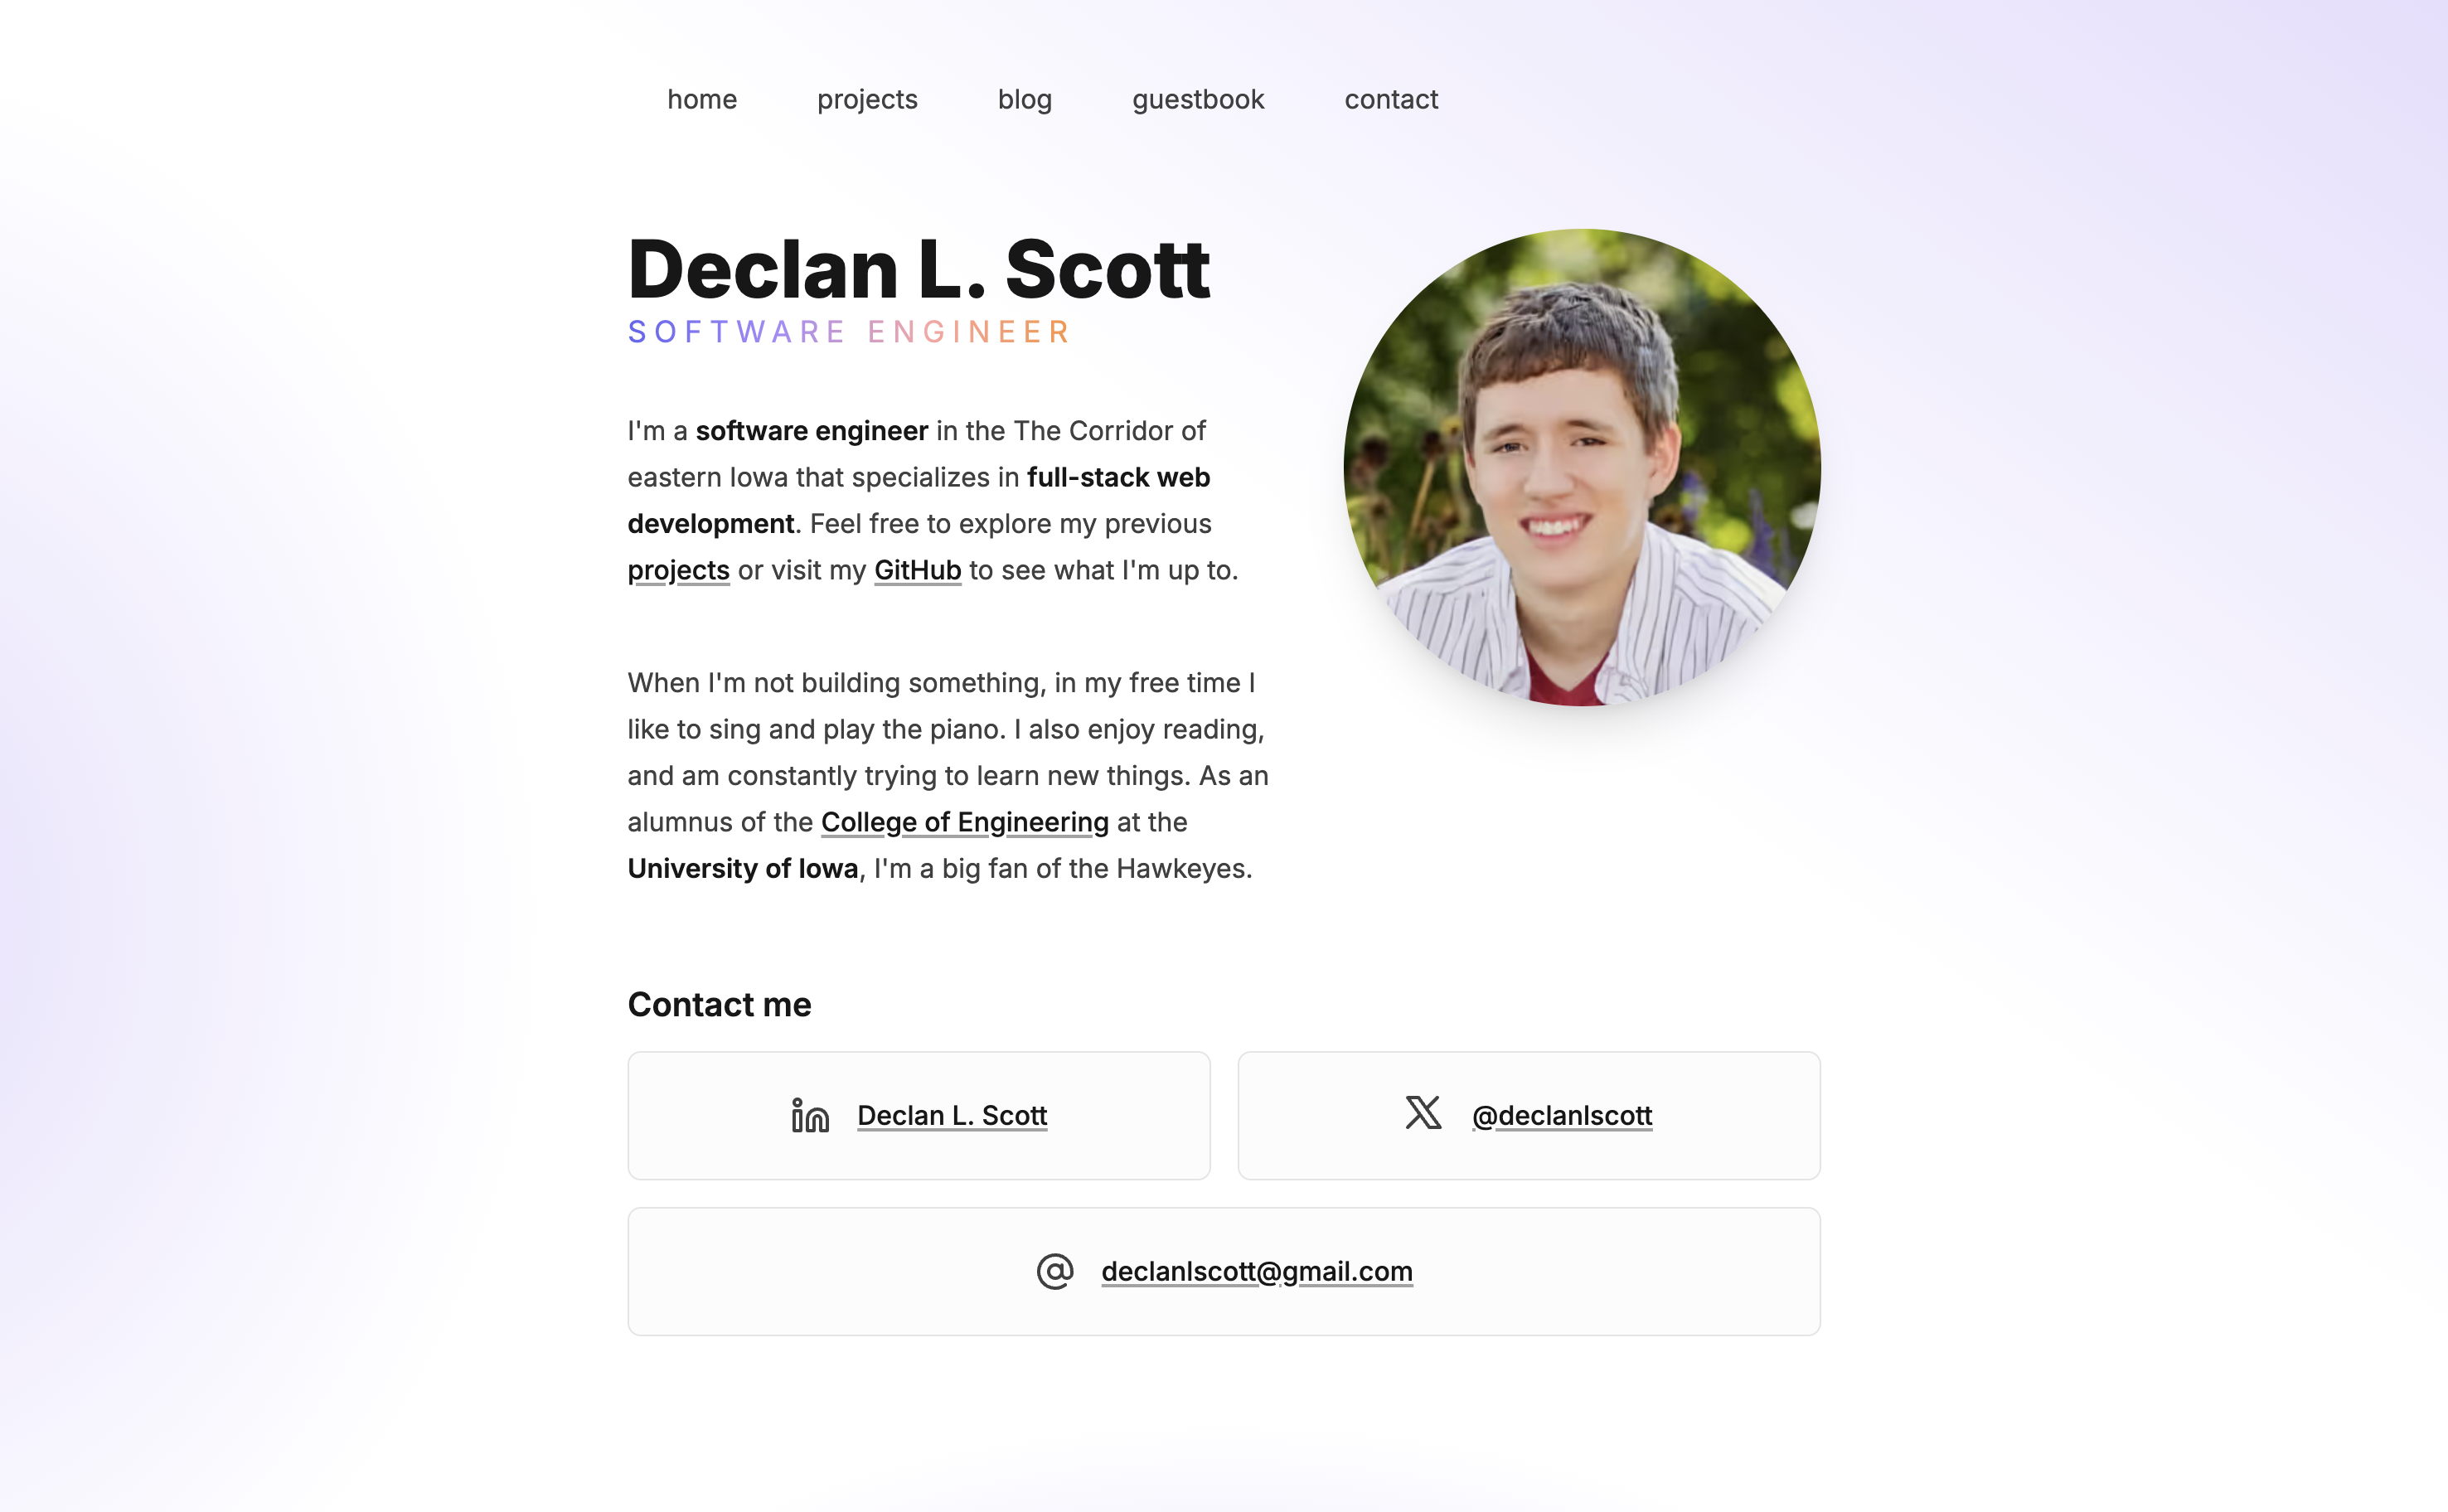 home projects blog guestbook contact
Declan L. Scott
SOFTWARE ENGINEER
I'm a software engineer in the The Corridor of
eastern Iowa that specializes in full-stack web
development. Feel free to explore my previous
projects or visit my GitHub to see what I'm up to.
When I'm not building something, in my free time I
like to sing and play the piano. I also enjoy reading,
and am constantly trying to learn new things. As an
alumnus of the College of Engineering at the
University of Iowa, I'm a big fan of the Hawkeyes.
Contact me
in Declan L. Scott
X @declanlscott
@ declanlscott@gmail.com